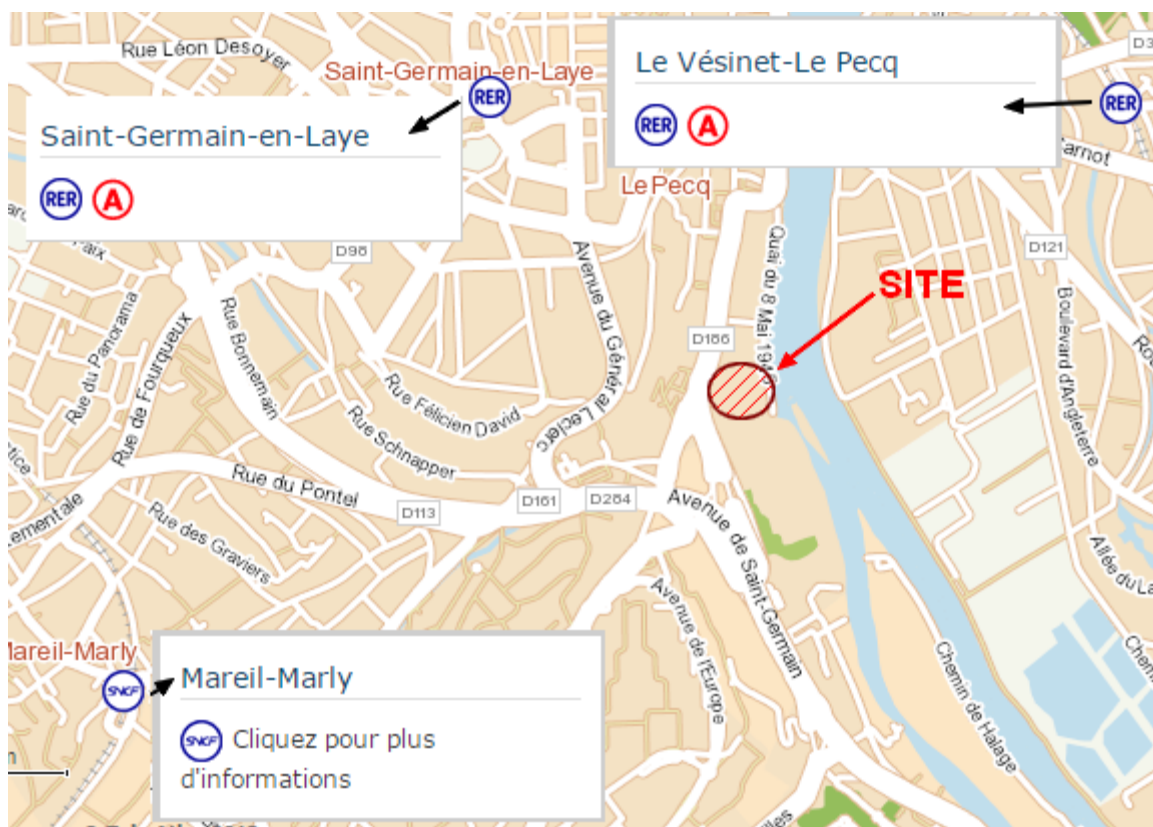 Rue Léon Desoyer
Saint-Germain-en-Laye
RER
Saint-Germain-en-Laye
RER A
Le Vésinet-Le Pecq
RER A
RER
Carnot
Le Pecq
D98
D121
D186
Quai du 8 Mai 1945
SITE
Avenue du Général Leclerc
Boulevard d'Angleterre
Rue du Panorama
Rue de Fourqueux
Rue Bonnemain
Rue Félicien David
Rue Schnapper
Rue du Pontel
Rue des Graviers
D113
D161
D284
Avenue de Saint-Germain
Avenue de l'Europe
Chemin de Halage
Allée du La
Chemin
Mareil-Marly
SNCF
Mareil-Marly
SNCF Cliquez pour plus
d'informations